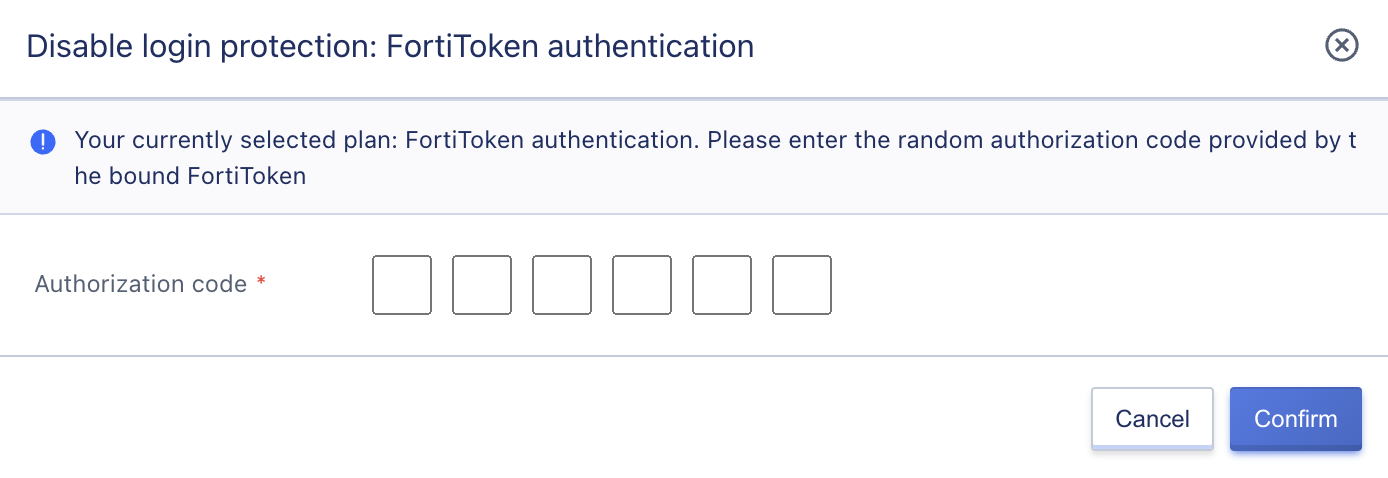 Disable login protection: FortiToken authentication
Your currently selected plan: FortiToken authentication. Please enter the random authorization code provided by t
he bound FortiToken
Authorization code *
Cancel
Confirm